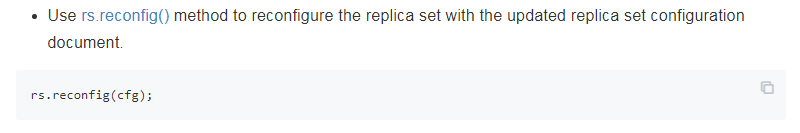 Use rs.reconfig() method to reconfigure the replica set with the updated replica set configuration
document.
rs.reconfig(cfg);